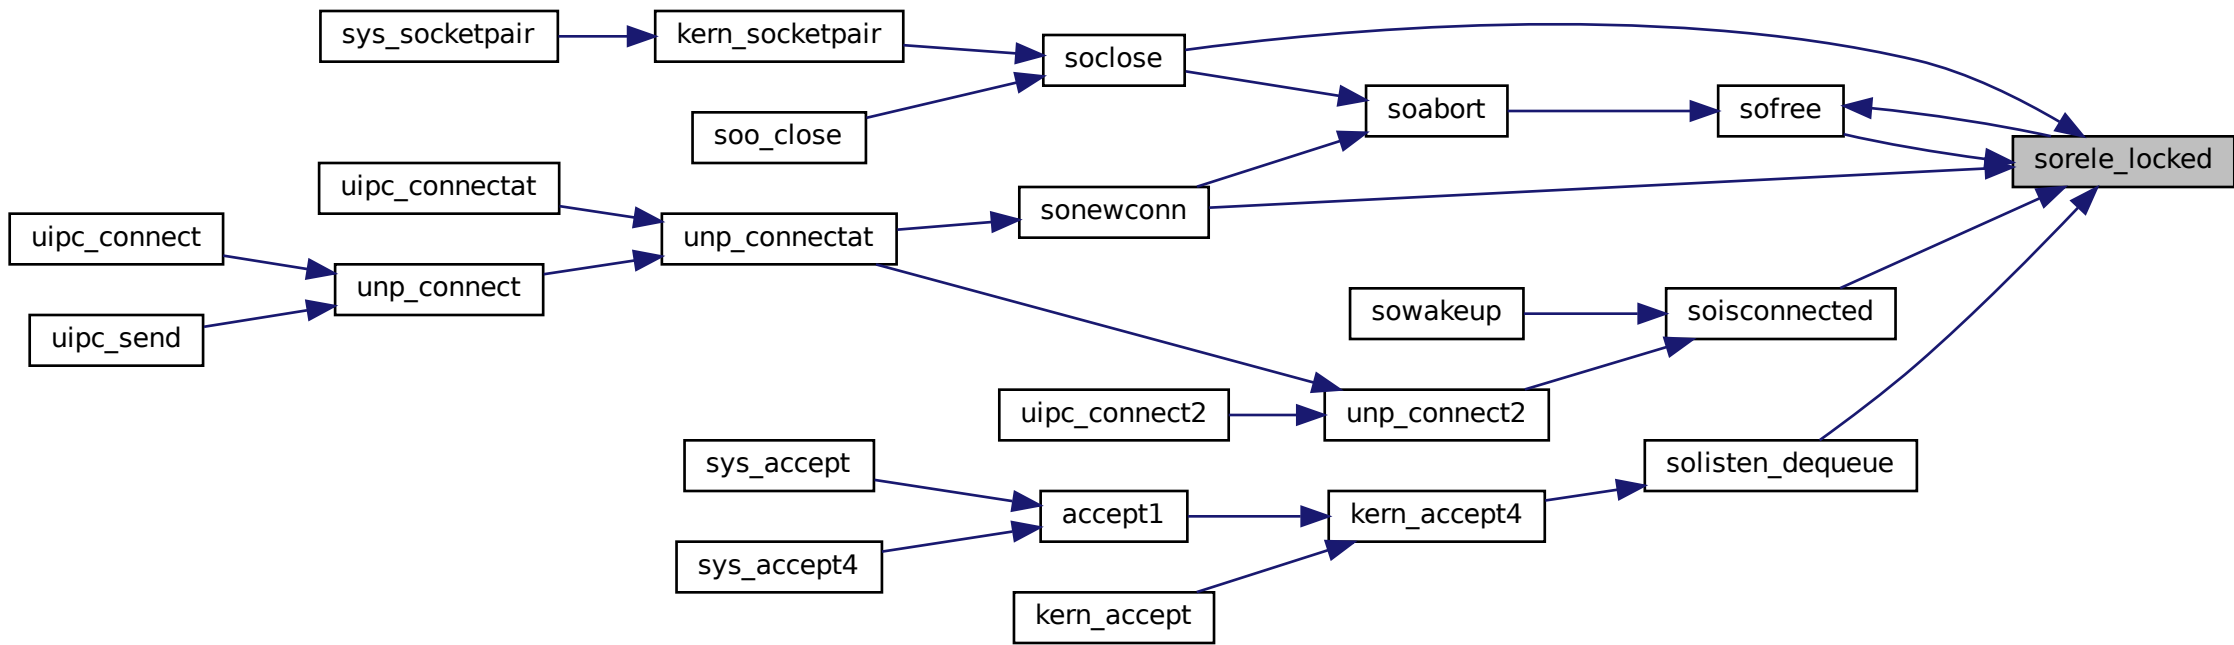 sys_socketpair
kern_socketpair
soclose
soo_close
soabort
sofree
sorele_locked
uipc_connectat
sonewconn
uipc_connect
unp_connectat
unp_connect
sowakeup
soisconnected
uipc_send
uipc_connect2
unp_connect2
sys_accept
solisten_dequeue
accept1
kern_accept4
sys_accept4
kern_accept